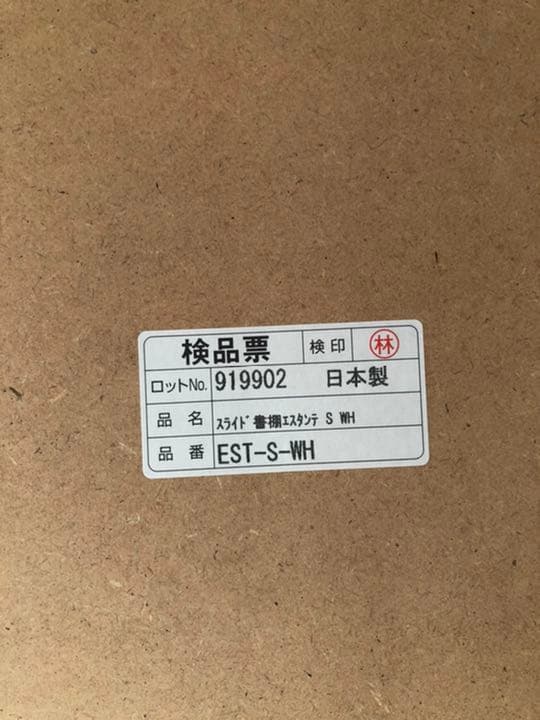 検品票 検印 林
ロットNo. 919902 日本製
品名 ｽﾗｲﾄﾞ書棚ｴｽﾀﾝﾃ S WH
品番 EST-S-WH